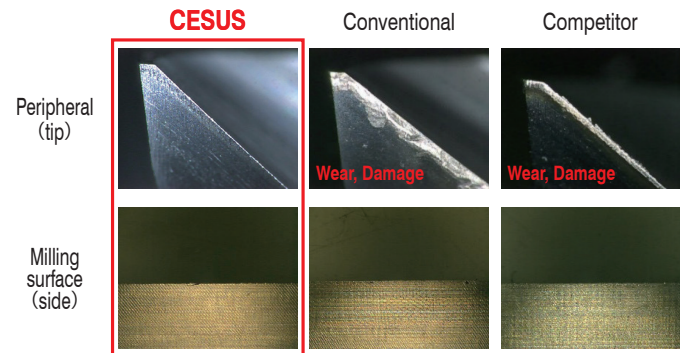 CESUS Conventional Competitor
Peripheral
(tip)
Wear, Damage Wear, Damage
Milling
surface
(side)